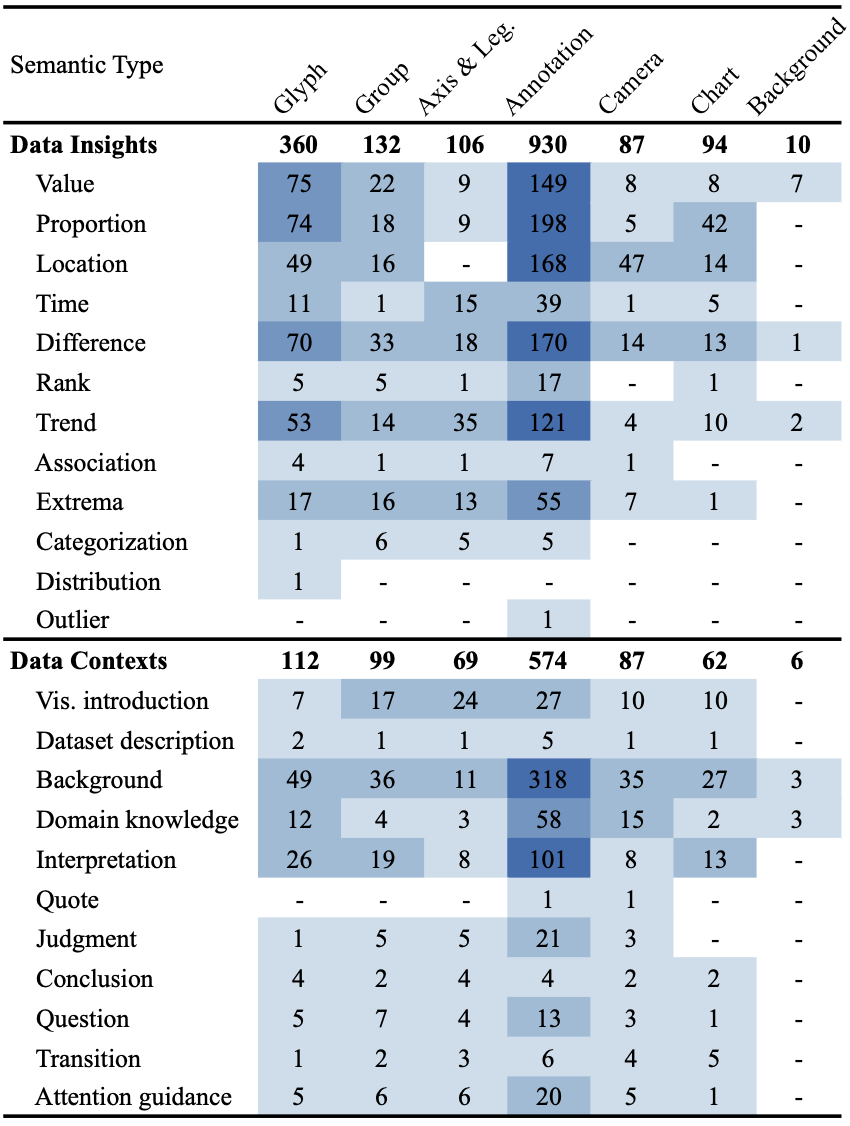 Semantic Type Glyph Group Axis & Leg. Annotation Camera Chart Background
Data Insights 360 132 106 930 87 94 10
Value 75 22 9 149 8 8 7
Proportion 74 18 9 198 5 42 -
Location 49 16 - 168 47 14 -
Time 11 1 15 39 1 5 -
Difference 70 33 18 170 14 13 1
Rank 5 5 1 17 - 1 -
Trend 53 14 35 121 4 10 2
Association 4 1 1 7 1 - -
Extrema 17 16 13 55 7 1 -
Categorization 1 6 5 5 - - -
Distribution 1 - - - - - -
Outlier - - - 1 - - -
Data Contexts 112 99 69 574 87 62 6
Vis. introduction 7 17 24 27 10 10 -
Dataset description 2 1 1 5 1 1 -
Background 49 36 11 318 35 27 3
Domain knowledge 12 4 3 58 15 2 3
Interpretation 26 19 8 101 8 13 -
Quote - - - 1 1 - -
Judgment 1 5 5 21 3 - -
Conclusion 4 2 4 4 2 2 -
Question 5 7 4 13 3 1 -
Transition 1 2 3 6 4 5 -
Attention guidance 5 6 6 20 5 1 -